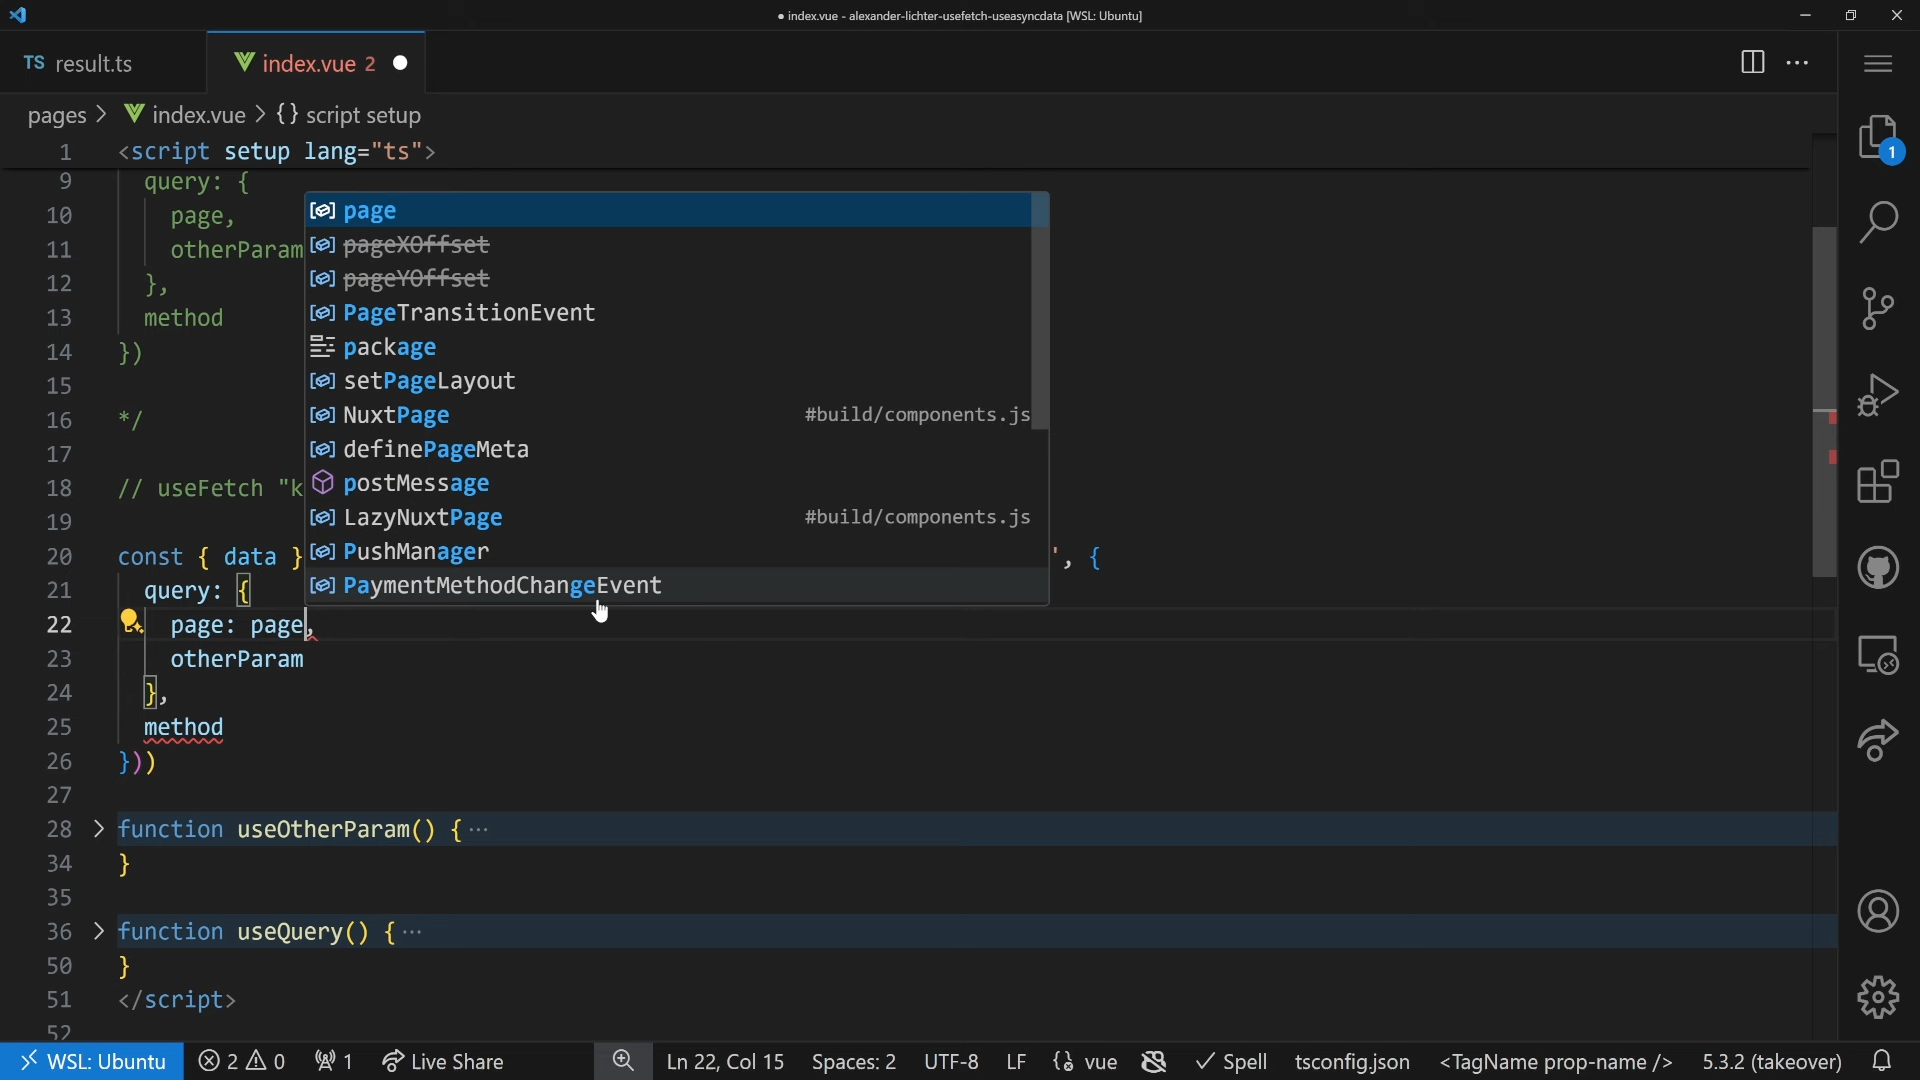 index.vue - alexander-lichter-usefetch-useasyncdata [WSL: Ubuntu]
TS result.ts
index.vue 2
pages > index.vue > {} script setup
1 <script setup lang="ts">
9 query: {
10 page,
11 otherParam
12 },
13 method
14 })
15
16 */
17
18 // useFetch "k
19
20 const { data } ', {
21 query: {
22 page: page,
23 otherParam
24 },
25 method
26 }))
27
28 > function useOtherParam() { ···
34 }
35
36 > function useQuery() { ···
50 }
51 </script>
52
page
pageXOffset
pageYOffset
PageTransitionEvent
package
setPageLayout
NuxtPage #build/components.js
definePageMeta
postMessage
LazyNuxtPage #build/components.js
PushManager
PaymentMethodChangeEvent
1
WSL: Ubuntu 2 0 1 Live Share Ln 22, Col 15 Spaces: 2 UTF-8 LF {} vue Spell tsconfig.json <TagName prop-name /> 5.3.2 (takeover)